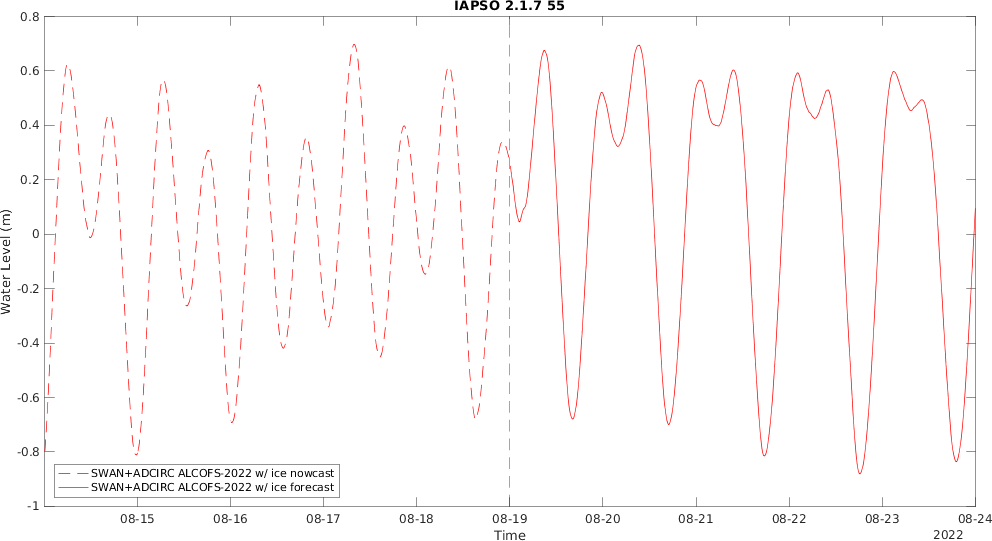 IAPSO 2.1.7 55
0.8
0.6
0.4
0.2
0
-0.2
-0.4
-0.6
-0.8
-1
Water Level (m)
SWAN+ADCIRC ALCOFS-2022 w/ ice nowcast
SWAN+ADCIRC ALCOFS-2022 w/ ice forecast
08-15 08-16 08-17 08-18 08-19 08-20 08-21 08-22 08-23 08-24
Time
2022